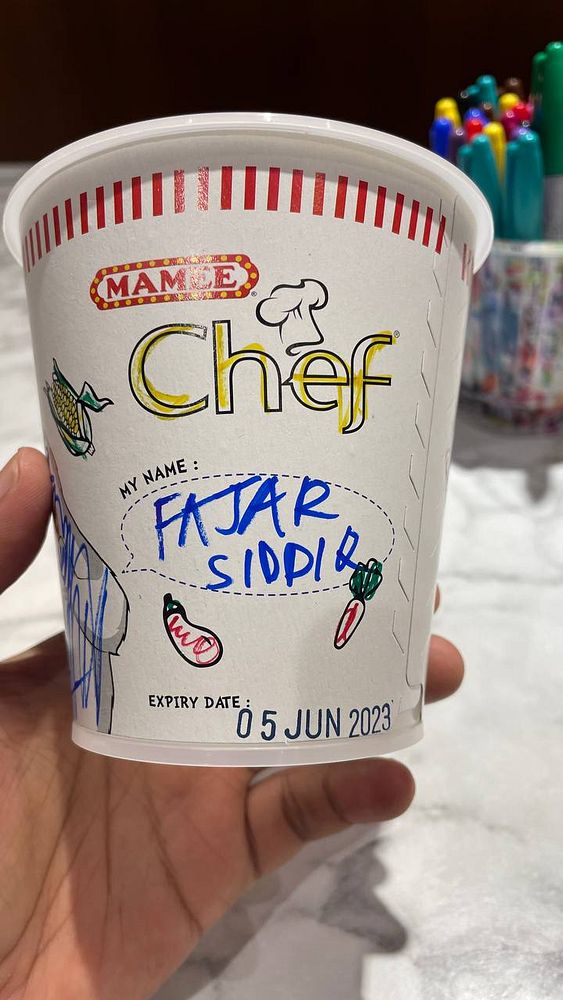 MAMEE
Chef
MY NAME :
FAJAR
SIDDIQ
EXPIRY DATE :
05 JUN 2023